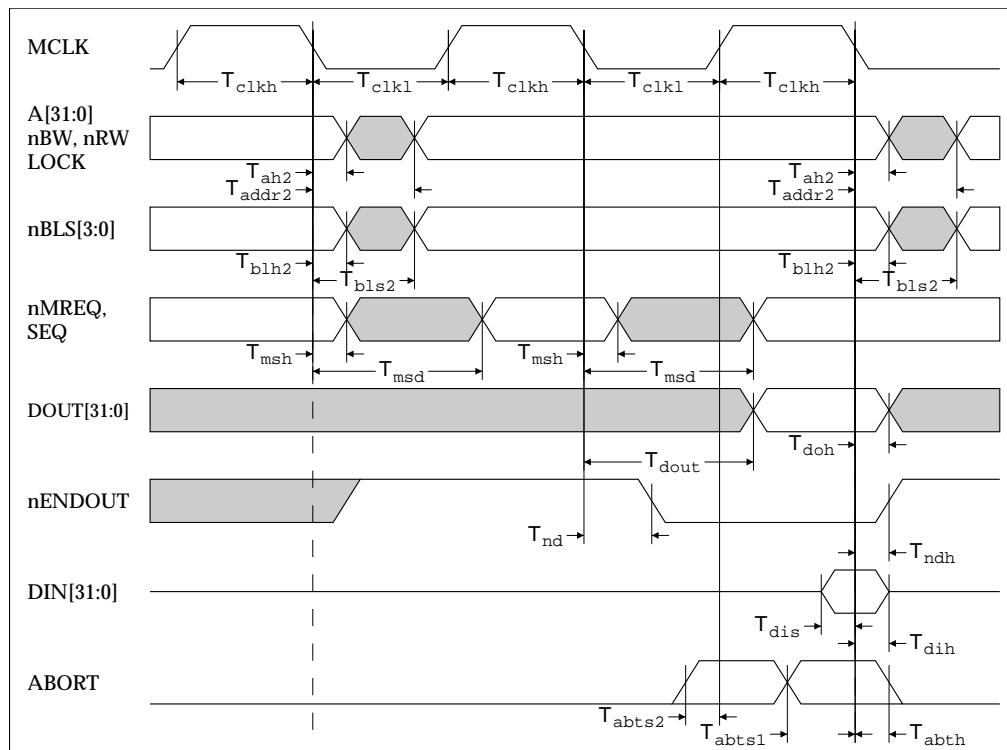 MCLK
T_clkh T_clkl T_clkh T_clkl T_clkh
A[31:0]
nBW, nRW
LOCK
T_ah2 T_ah2
T_addr2 T_addr2
nBLS[3:0]
T_blh2 T_blh2
T_bls2 T_bls2
nMREQ,
SEQ
T_msh T_msh
T_msd T_msd
DOUT[31:0]
T_doh
T_dout
nENDOUT
T_nd T_ndh
DIN[31:0]
T_dis T_dih
ABORT
T_abts2 T_abts1 T_abth